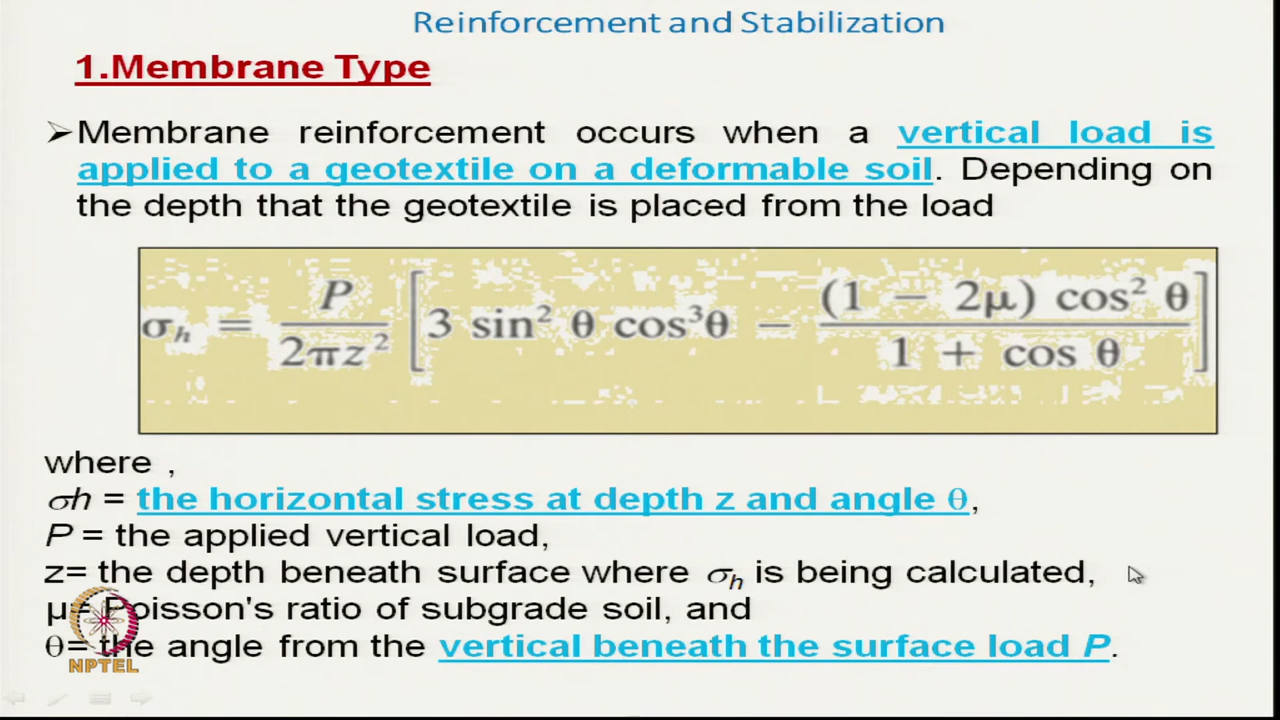 Reinforcement and Stabilization
1.Membrane Type
➢Membrane reinforcement occurs when a vertical load is
applied to a geotextile on a deformable soil. Depending on
the depth that the geotextile is placed from the load
σₕ = P / 2πz² [3 sin² θ cos³θ − (1 − 2μ) cos² θ / 1 + cos θ]
where ,
σh = the horizontal stress at depth z and angle θ,
P = the applied vertical load,
z= the depth beneath surface where σₕ is being calculated,
μ= Poisson's ratio of subgrade soil, and
θ= the angle from the vertical beneath the surface load P.
NPTEL